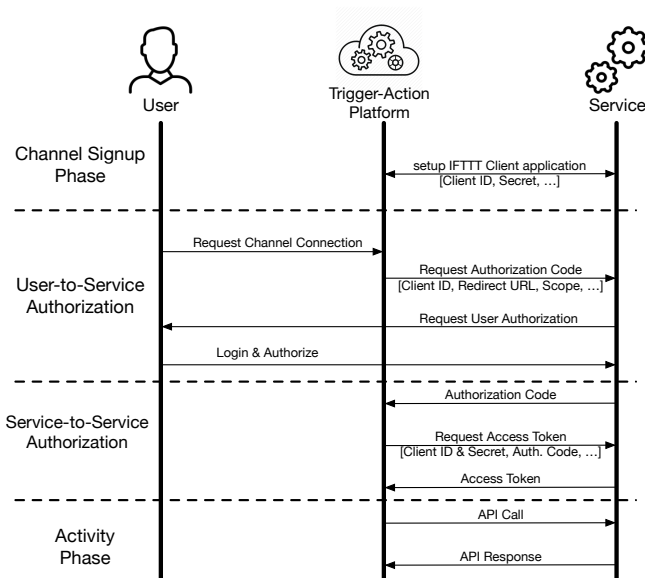 User
Trigger-Action
Platform
Service
Channel Signup
Phase
setup IFTTT Client application
[Client ID, Secret, ...]
Request Channel Connection
User-to-Service
Authorization
Request Authorization Code
[Client ID, Redirect URL, Scope, ...]
Request User Authorization
Login & Authorize
Service-to-Service
Authorization
Authorization Code
Request Access Token
[Client ID & Secret, Auth. Code, ...]
Access Token
Activity
Phase
API Call
API Response